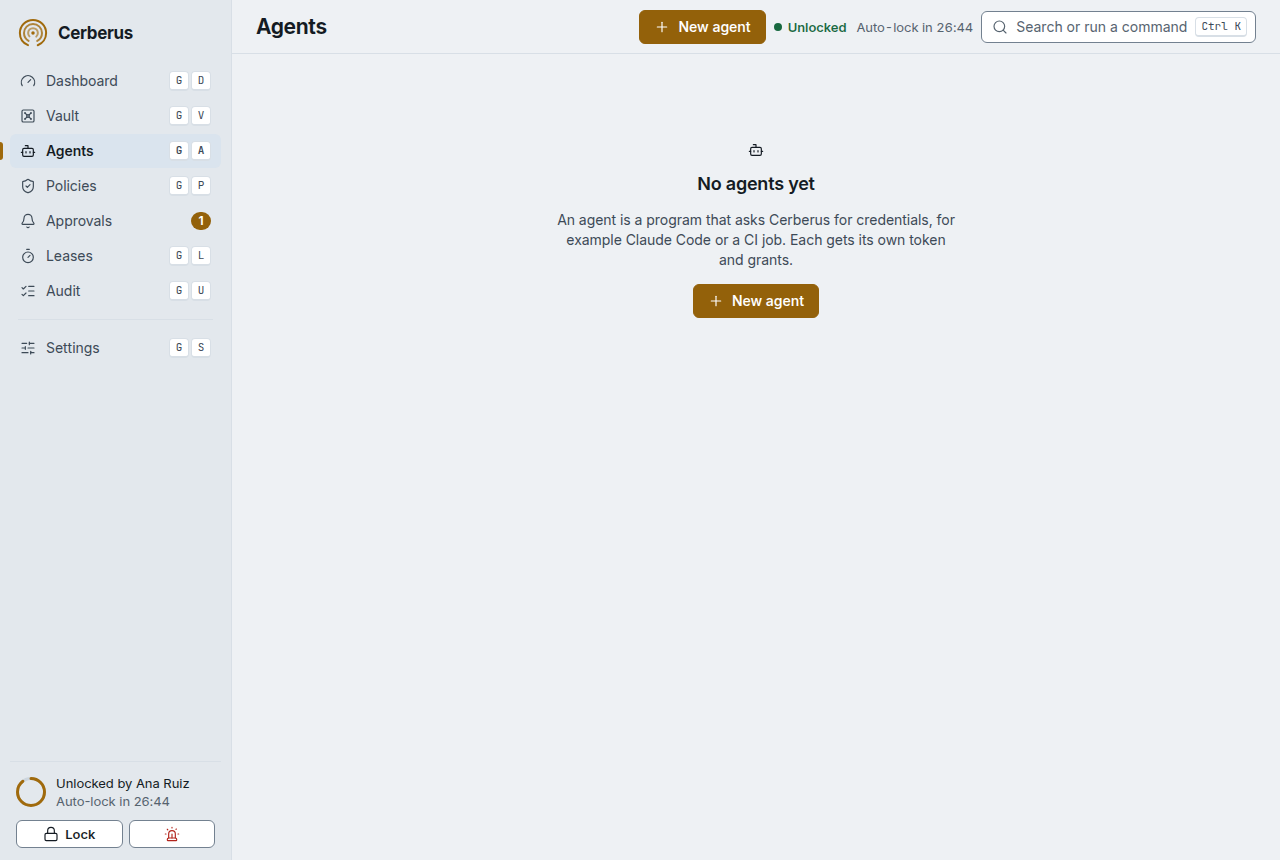 Cerberus
Dashboard G D
Vault G V
Agents G A
Policies G P
Approvals 1
Leases G L
Audit G U
Settings G S
Unlocked by Ana Ruiz
Auto-lock in 26:44
Lock
Agents
New agent
Unlocked Auto-lock in 26:44
Search or run a command Ctrl K
No agents yet
An agent is a program that asks Cerberus for credentials, for
example Claude Code or a CI job. Each gets its own token
and grants.
New agent